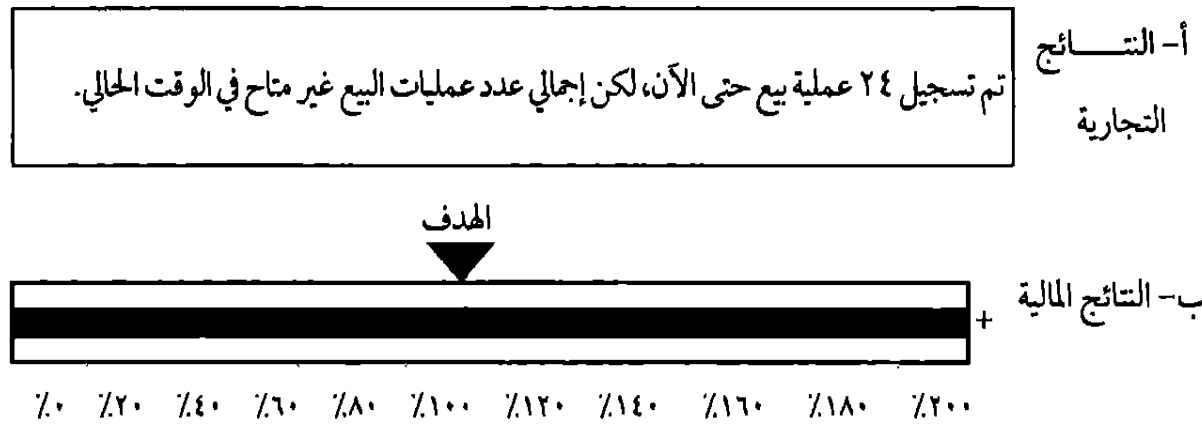 أ- النتائج
التجارية
تم تسجيل ٢٤ عملية بيع حتى الآن، لكن إجمالي عدد عمليات البيع غير متاح في الوقت الحالي.
الهدف
ب- النتائج المالية
+
٪٠ ٪٢٠ ٪٤٠ ٪٦٠ ٪٨٠ ٪١٠٠ ٪١٢٠ ٪١٤٠ ٪١٦٠ ٪١٨٠ ٪٢٠٠